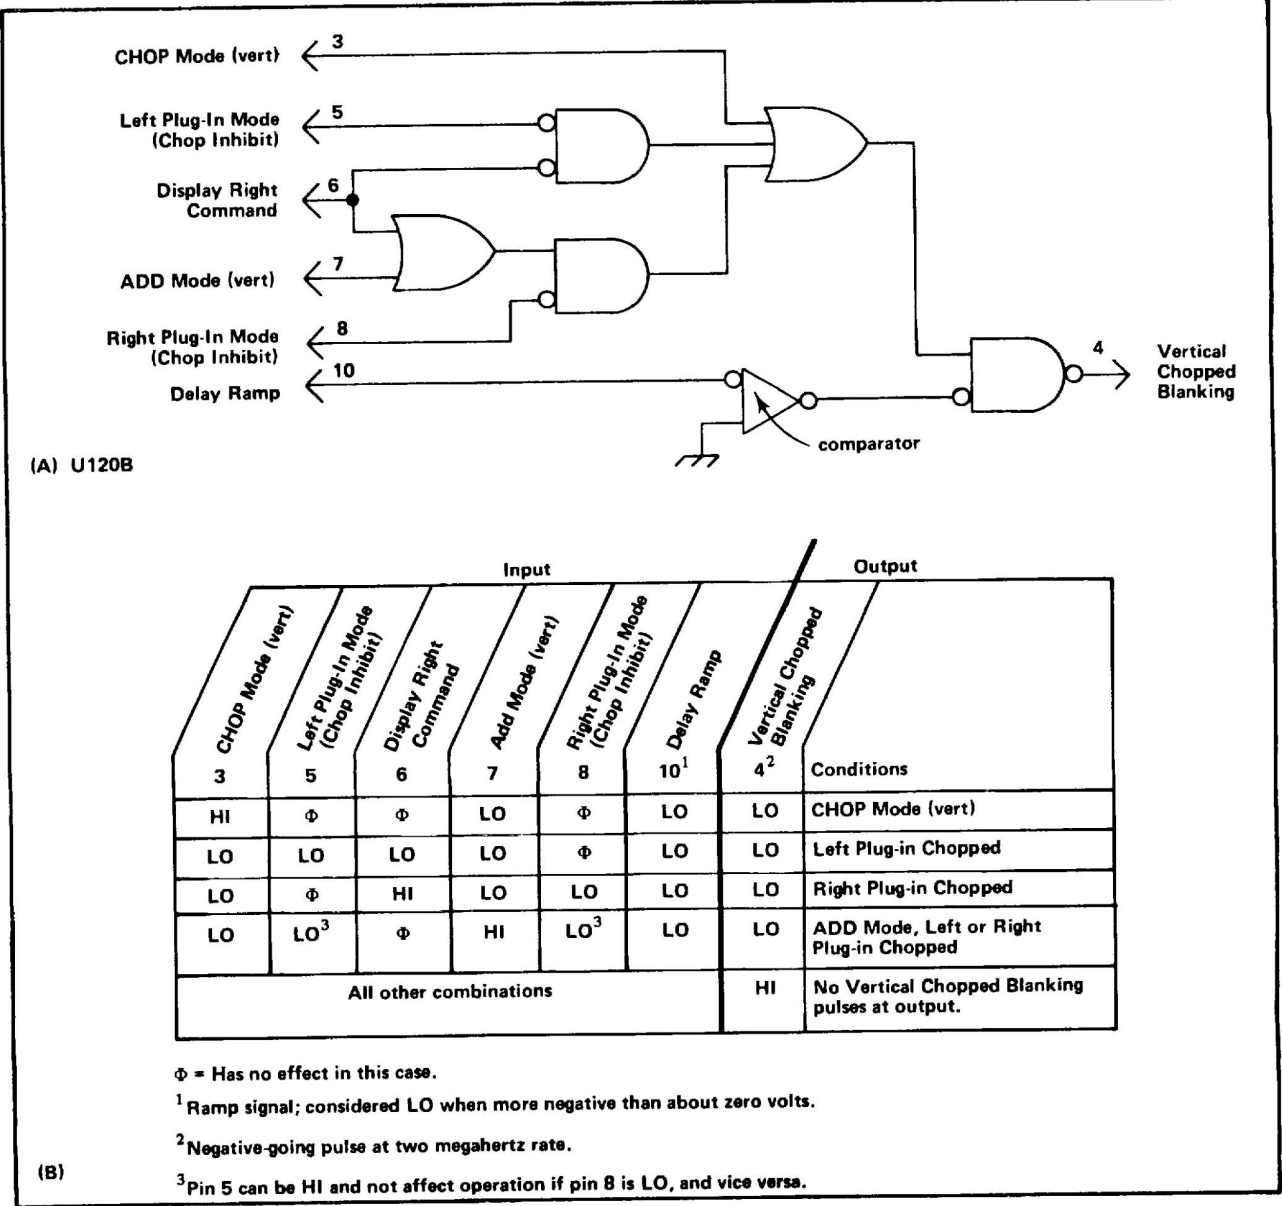 CHOP Mode (vert) 3
Left Plug-In Mode 5
(Chop Inhibit)
Display Right 6
Command
ADD Mode (vert) 7
Right Plug-In Mode 8
(Chop Inhibit)
Delay Ramp 10
4 Vertical
Chopped
Blanking
comparator
(A) U120B
Input Output
CHOP Mode (vert)
Left Plug-In Mode
(Chop Inhibit)
Display Right
Command
Add Mode (vert)
Right Plug-In Mode
(Chop Inhibit)
Delay Ramp
Vertical Chopped
Blanking
3 5 6 7 8 10¹ 4² Conditions
HI Φ Φ LO Φ LO LO CHOP Mode (vert)
LO LO LO LO Φ LO LO Left Plug-in Chopped
LO Φ HI LO LO LO LO Right Plug-in Chopped
LO LO³ Φ HI LO³ LO LO ADD Mode, Left or Right
Plug-in Chopped
All other combinations HI No Vertical Chopped Blanking
pulses at output.
Φ = Has no effect in this case.
¹Ramp signal; considered LO when more negative than about zero volts.
²Negative-going pulse at two megahertz rate.
(B)
³Pin 5 can be HI and not affect operation if pin 8 is LO, and vice versa.